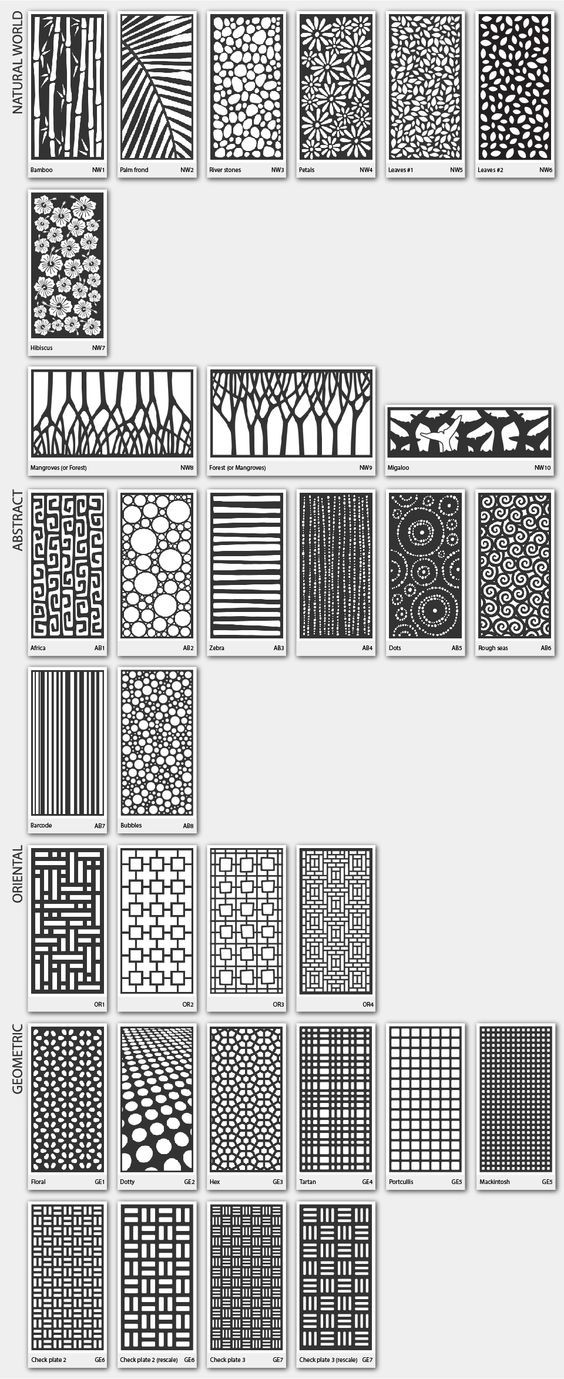 NATURAL WORLD
Bamboo NW1
Palm frond NW2
River stones NW3
Petals NW4
Leaves #1 NW5
Leaves #2 NW6
Hibiscus NW7
Mangroves (or Forest) NW8
Forest (or Mangroves) NW9
Migaloo NW10
ABSTRACT
Africa AB1
AB2
Zebra AB3
AB4
Dots AB5
Rough seas AB6
Barcode AB7
Bubbles AB8
ORIENTAL
OR1
OR2
OR3
OR4
GEOMETRIC
Floral GE1
Dotty GE2
Hex GE3
Tartan GE4
Portcullis GE5
Mackintosh GE5
Check plate 2 GE6
Check plate 2 (rescale) GE6
Check plate 3 GE7
Check plate 3 (rescale) GE7